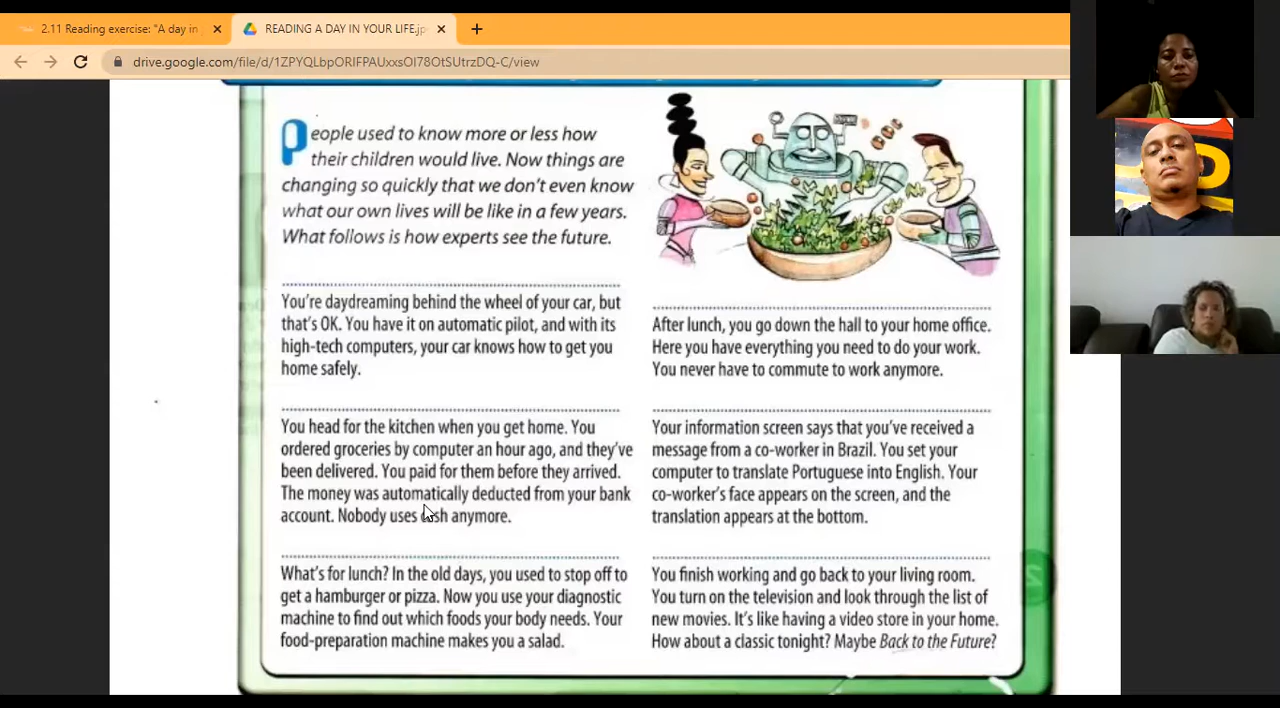 2.11 Reading exercise: "A day in
READING A DAY IN YOUR LIFE.jp
drive.google.com/file/d/1ZPYQLbpORIFPAUxxsOI78OtSUtrzDQ-C/view
People used to know more or less how
their children would live. Now things are
changing so quickly that we don't even know
what our own lives will be like in a few years.
What follows is how experts see the future.
You're daydreaming behind the wheel of your car, but
that's OK. You have it on automatic pilot, and with its
high-tech computers, your car knows how to get you
home safely.
You head for the kitchen when you get home. You
ordered groceries by computer an hour ago, and they've
been delivered. You paid for them before they arrived.
The money was automatically deducted from your bank
account. Nobody uses cash anymore.
What's for lunch? In the old days, you used to stop off to
get a hamburger or pizza. Now you use your diagnostic
machine to find out which foods your body needs. Your
food-preparation machine makes you a salad.
After lunch, you go down the hall to your home office.
Here you have everything you need to do your work.
You never have to commute to work anymore.
Your information screen says that you've received a
message from a co-worker in Brazil. You set your
computer to translate Portuguese into English. Your
co-worker's face appears on the screen, and the
translation appears at the bottom.
You finish working and go back to your living room.
You turn on the television and look through the list of
new movies. It's like having a video store in your home.
How about a classic tonight? Maybe Back to the Future?
2